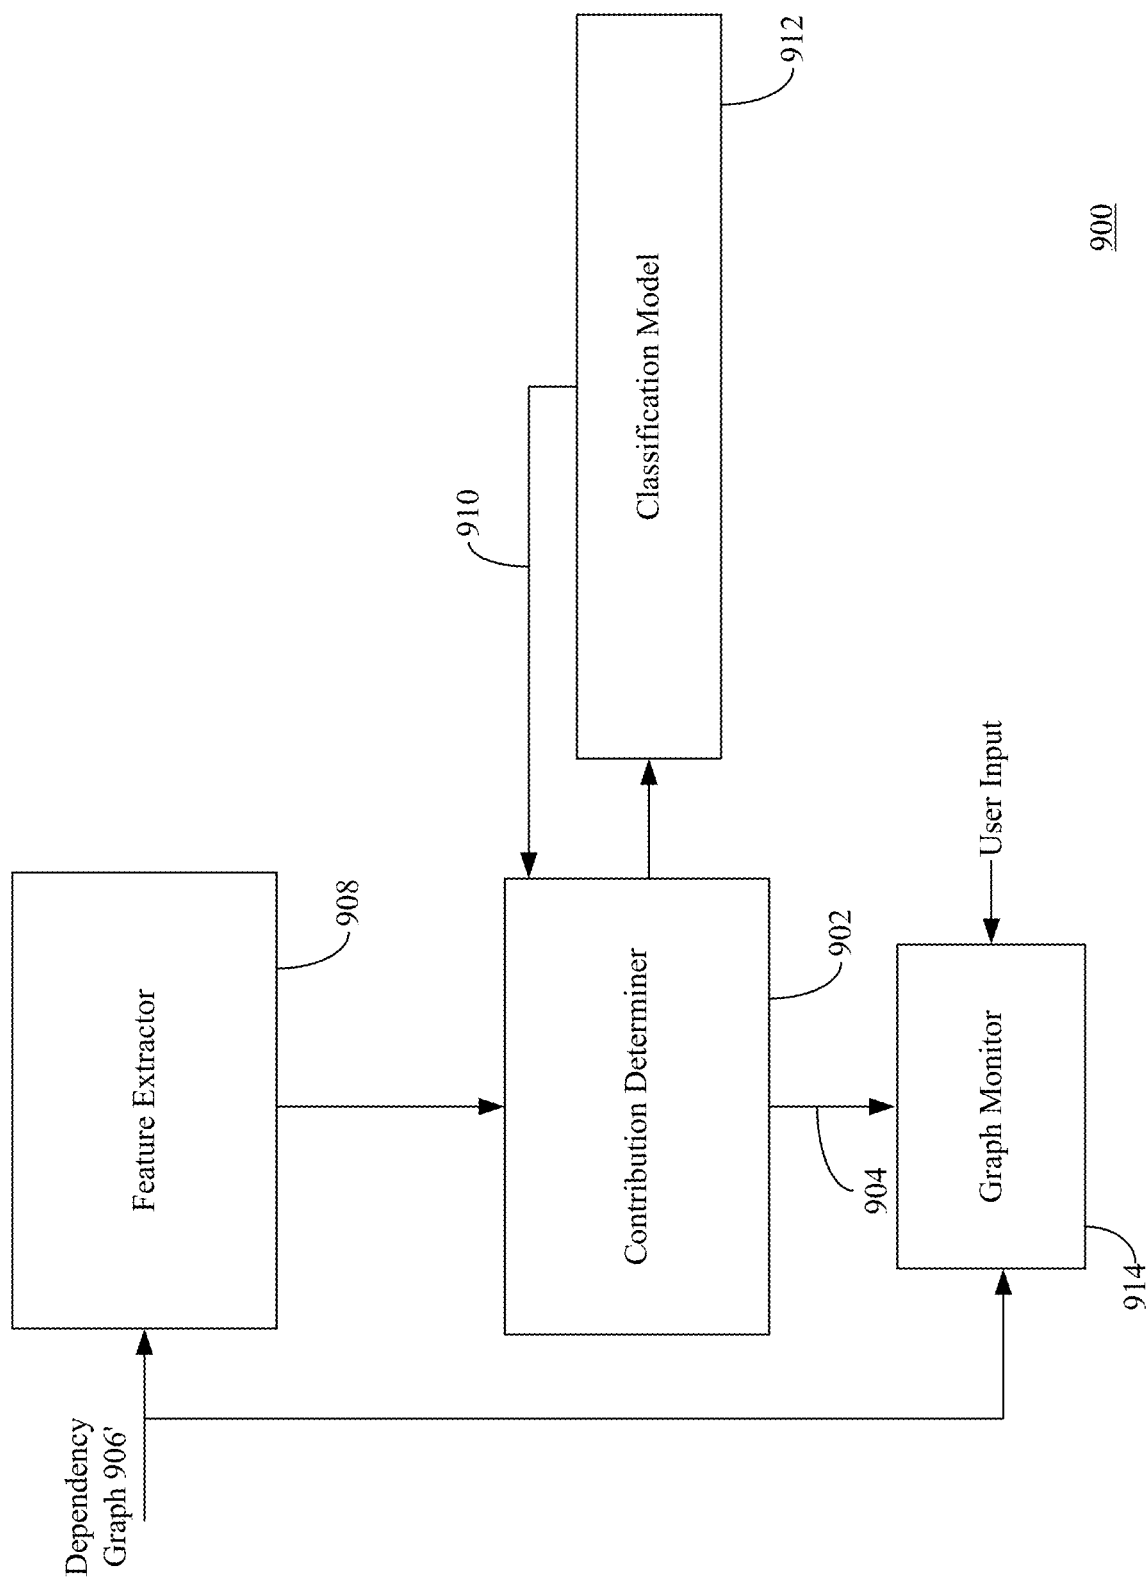 Dependency
Graph 906'
Feature Extractor
908
910
Contribution Determiner
902
Classification Model
912
904
Graph Monitor
914
User Input
900